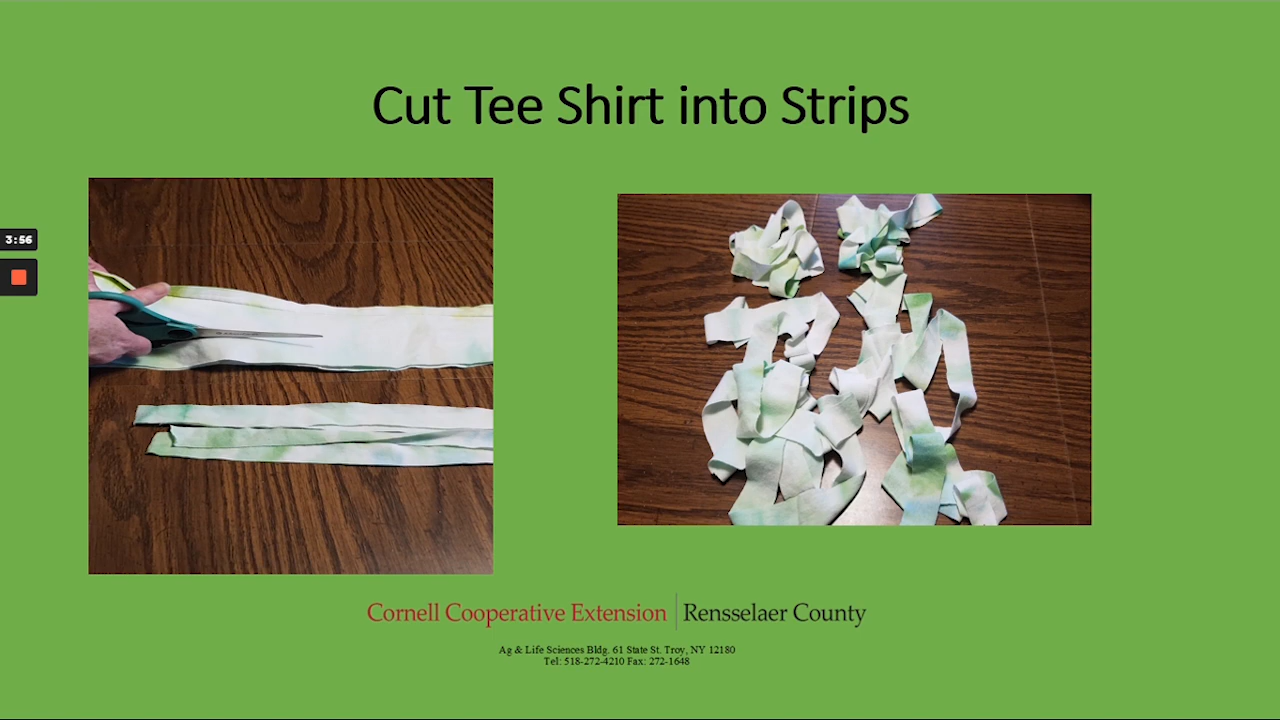 Cut Tee Shirt into Strips
3:56
Cornell Cooperative Extension | Rensselaer County
Ag & Life Sciences Bldg. 61 State St. Troy, NY 12180
Tel: 518-272-4210 Fax: 272-1648